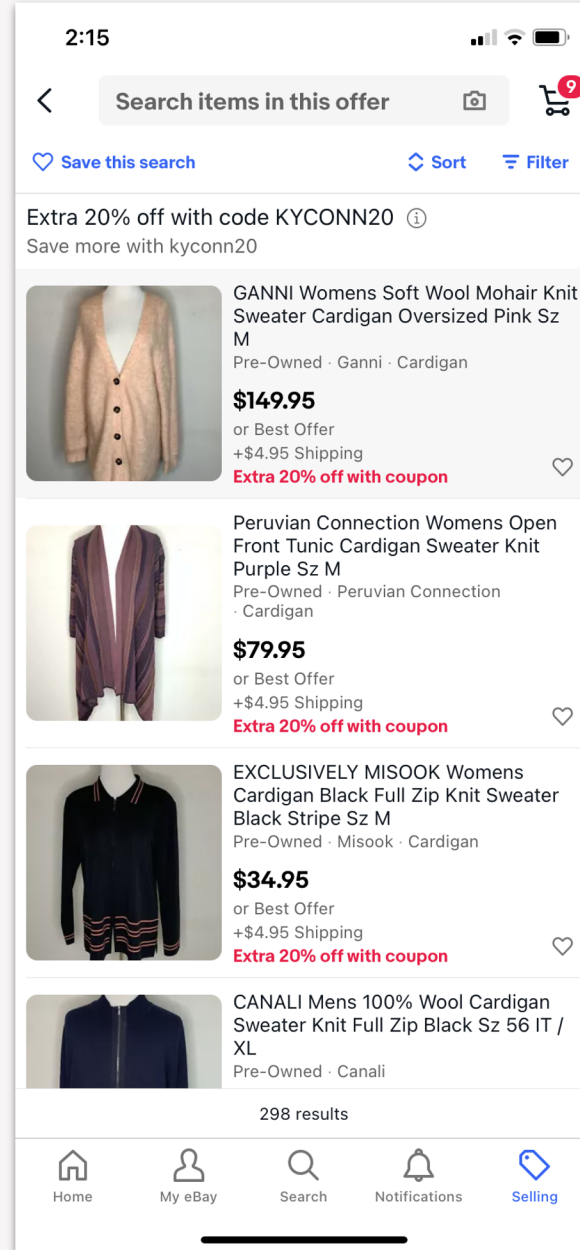 2:15
Search items in this offer
9
Save this search
Sort
Filter
Extra 20% off with code KYCONN20
Save more with kyconn20
GANNI Womens Soft Wool Mohair Knit
Sweater Cardigan Oversized Pink Sz
M
Pre-Owned · Ganni · Cardigan
$149.95
or Best Offer
+$4.95 Shipping
Extra 20% off with coupon
Peruvian Connection Womens Open
Front Tunic Cardigan Sweater Knit
Purple Sz M
Pre-Owned · Peruvian Connection
· Cardigan
$79.95
or Best Offer
+$4.95 Shipping
Extra 20% off with coupon
EXCLUSIVELY MISOOK Womens
Cardigan Black Full Zip Knit Sweater
Black Stripe Sz M
Pre-Owned · Misook · Cardigan
$34.95
or Best Offer
+$4.95 Shipping
Extra 20% off with coupon
CANALI Mens 100% Wool Cardigan
Sweater Knit Full Zip Black Sz 56 IT /
XL
Pre-Owned · Canali
298 results
Home
My eBay
Search
Notifications
Selling